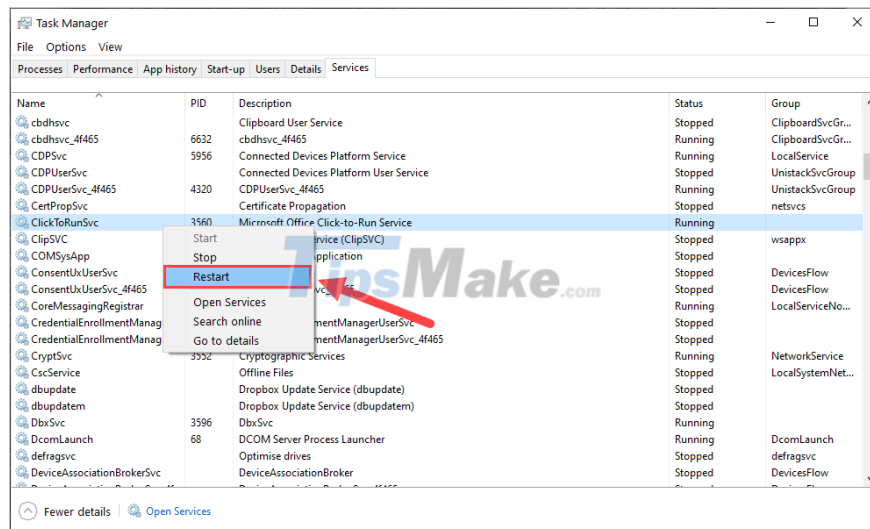 Task Manager
File Options View
Processes Performance App history Start-up Users Details Services
Name PID Description Status Group
cbdhsvc Clipboard User Service Stopped ClipboardSvcGr...
cbdhsvc_4f465 6632 cbdhsvc_4f465 Running ClipboardSvcGr...
CDPSvc 5956 Connected Devices Platform Service Running LocalService
CDPUserSvc Connected Devices Platform User Service Stopped UnistackSvcGroup
CDPUserSvc_4f465 4320 CDPUserSvc_4f465 Running UnistackSvcGroup
CertPropSvc Certificate Propagation Stopped netsvcs
ClickToRunSvc 3560 Microsoft Office Click-to-Run Service Running
ClipSVC Start rvice (ClipSVC) Stopped wsappx
COMSysApp Stop pplication Stopped
ConsentUxUserSvc Restart Stopped DevicesFlow
ConsentUxUserSvc_4f465 Stopped DevicesFlow
TipsMake.com
CoreMessagingRegistrar Open Services Running LocalServiceNo...
CredentialEnrollmentManag Search online mentManagerUserSvc Stopped
CredentialEnrollmentManag Go to details mentManagerUserSvc_4f465 Stopped
CryptSvc 3552 Cryptographic Services Running NetworkService
CscService Offline Files Stopped LocalSystemNet...
dbupdate Dropbox Update Service (dbupdate) Stopped
dbupdatem Dropbox Update Service (dbupdatem) Stopped
DbxSvc 3596 DbxSvc Running
DcomLaunch 68 DCOM Server Process Launcher Running DcomLaunch
defragsvc Optimise drives Stopped defragsvc
DeviceAssociationBrokerSvc DeviceAssociationBroker Stopped DevicesFlow
Fewer details Open Services